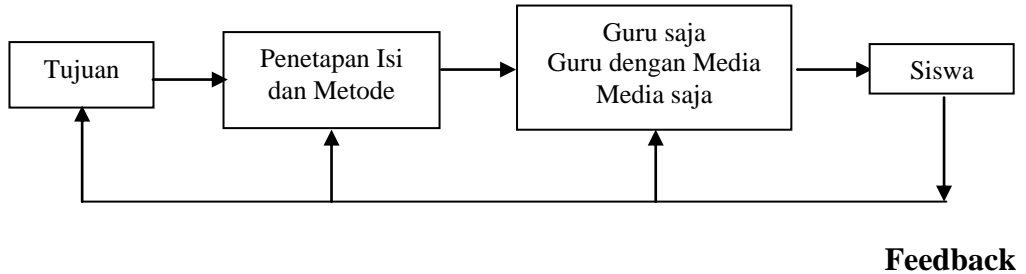 Tujuan
Penetapan Isi
dan Metode
Guru saja
Guru dengan Media
Media saja
Siswa
Feedback